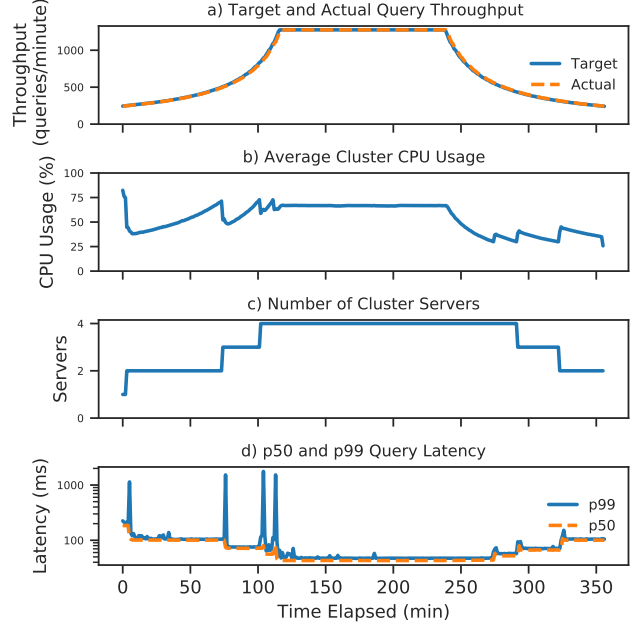 a) Target and Actual Query Throughput
Throughput
(queries/minute)
1000
500
0
Target
Actual
b) Average Cluster CPU Usage
CPU Usage (%)
100
75
50
25
0
c) Number of Cluster Servers
Servers
4
2
0
d) p50 and p99 Query Latency
Latency (ms)
1000
100
p99
p50
0 50 100 150 200 250 300 350
Time Elapsed (min)